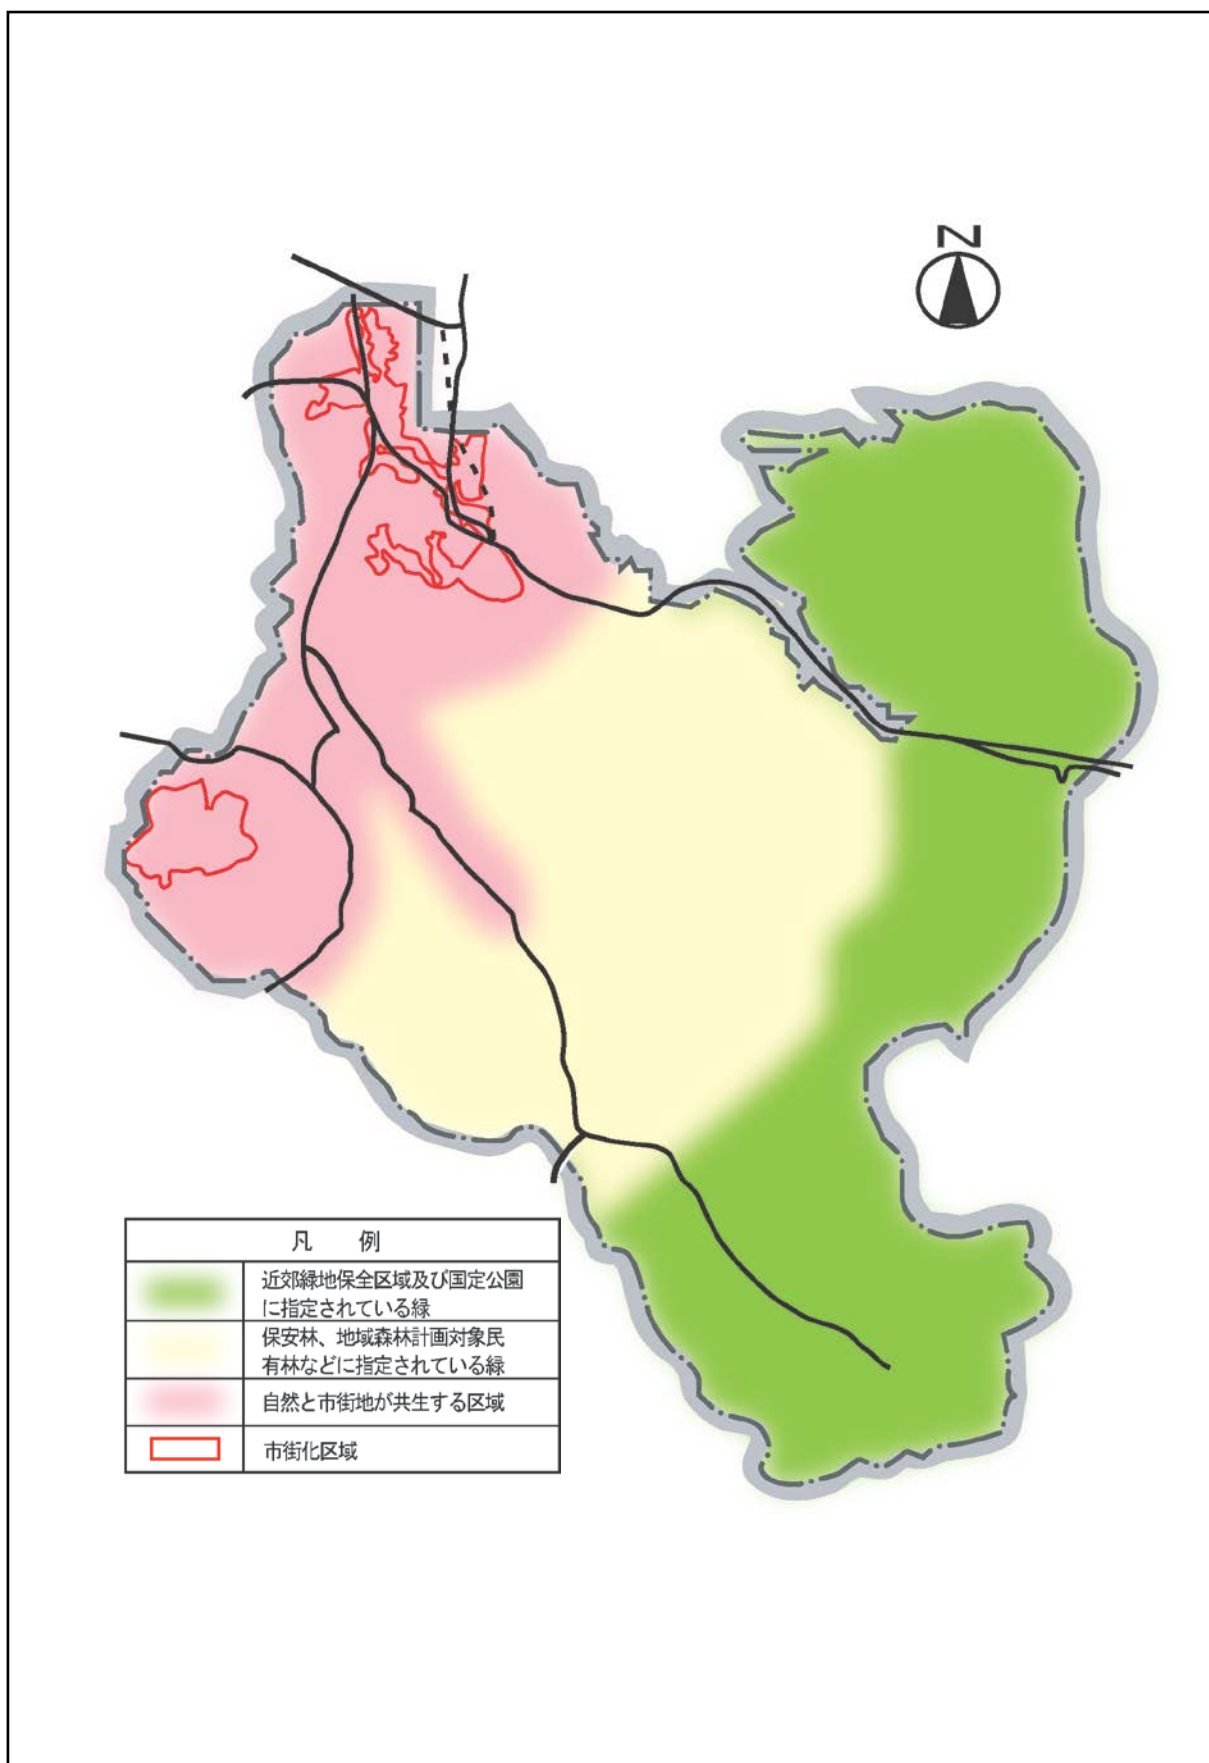 N
凡 例
近郊緑地保全区域及び国定公園
に指定されている緑
保安林、地域森林計画対象民
有林などに指定されている緑
自然と市街地が共生する区域
市街化区域